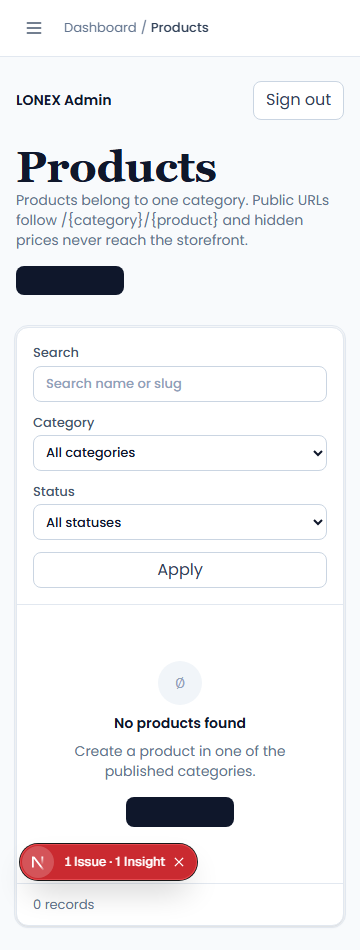 Dashboard / Products
LONEX Admin
Sign out
Products
Products belong to one category. Public URLs
follow /{category}/{product} and hidden
prices never reach the storefront.
Search
Search name or slug
Category
All categories
Status
All statuses
Apply
Ø
No products found
Create a product in one of the
published categories.
N 1 Issue · 1 Insight ×
0 records